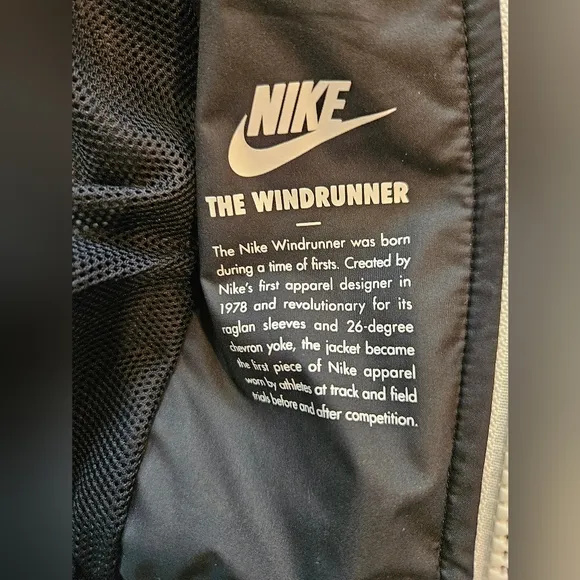 NIKE
THE WINDRUNNER
The Nike Windrunner was born
during a time of firsts. Created by
Nike's first apparel designer in
1978 and revolutionary for its
raglan sleeves and 26-degree
chevron yoke, the jacket became
the first piece of Nike apparel
worn by athletes at track and field
trials before and after competition.